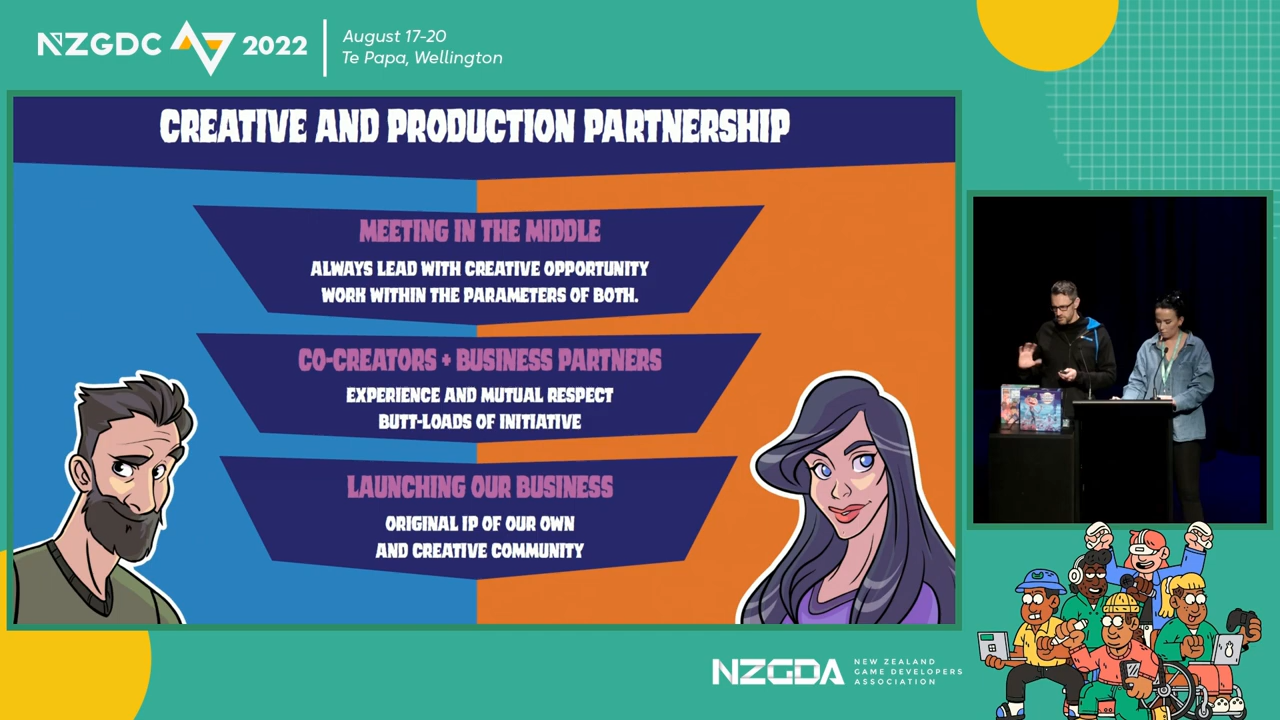 NZGDC
2022
August 17-20
Te Papa, Wellington
CREATIVE AND PRODUCTION PARTNERSHIP
MEETING IN THE MIDDLE
ALWAYS LEAD WITH CREATIVE OPPORTUNITY
WORK WITHIN THE PARAMETERS OF BOTH.
CO-CREATORS + BUSINESS PARTNERS
EXPERIENCE AND MUTUAL RESPECT
BUTT-LOADS OF INITIATIVE
LAUNCHING OUR BUSINESS
ORIGINAL IP OF OUR OWN
AND CREATIVE COMMUNITY
NZGDA
NEW ZEALAND
GAME DEVELOPERS
ASSOCIATION